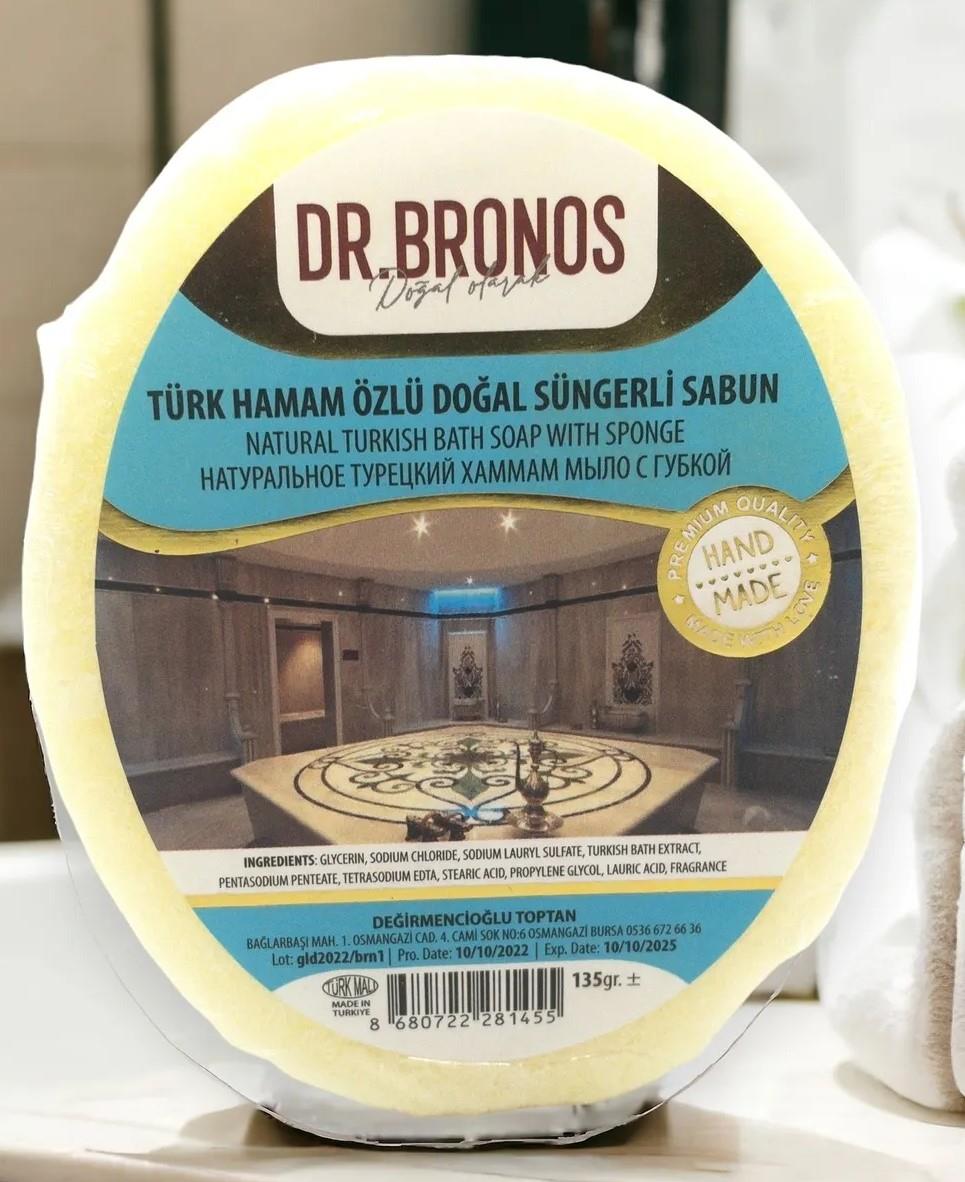 DR.BRONOS
Doğal olarak
TÜRK HAMAM ÖZLÜ DOĞAL SÜNGERLİ SABUN
NATURAL TURKISH BATH SOAP WITH SPONGE
НАТУРАЛЬНОЕ ТУРЕЦКИЙ ХАММАМ МЫЛО С ГУБКОЙ
PREMIUM QUALITY
HAND
MADE
MADE WITH LOVE
INGREDIENTS: GLYCERIN, SODIUM CHLORIDE, SODIUM LAURYL SULFATE, TURKISH BATH EXTRACT,
PENTASODIUM PENTEATE, TETRASODIUM EDTA, STEARIC ACID, PROPYLENE GLYCOL, LAURIC ACID, FRAGRANCE
DEĞİRMENCİOĞLU TOPTAN
BAĞLARBAŞI MAH. 1. OSMANGAZİ CAD. 4. CAMİ SOK NO:6 OSMANGAZİ BURSA 0536 672 66 36
Lot: gld2022/brn1 | Pro. Date: 10/10/2022 | Exp. Date: 10/10/2025
TÜRK MALI
MADE IN
TURKIYE
135gr. ±
8 680722 281455